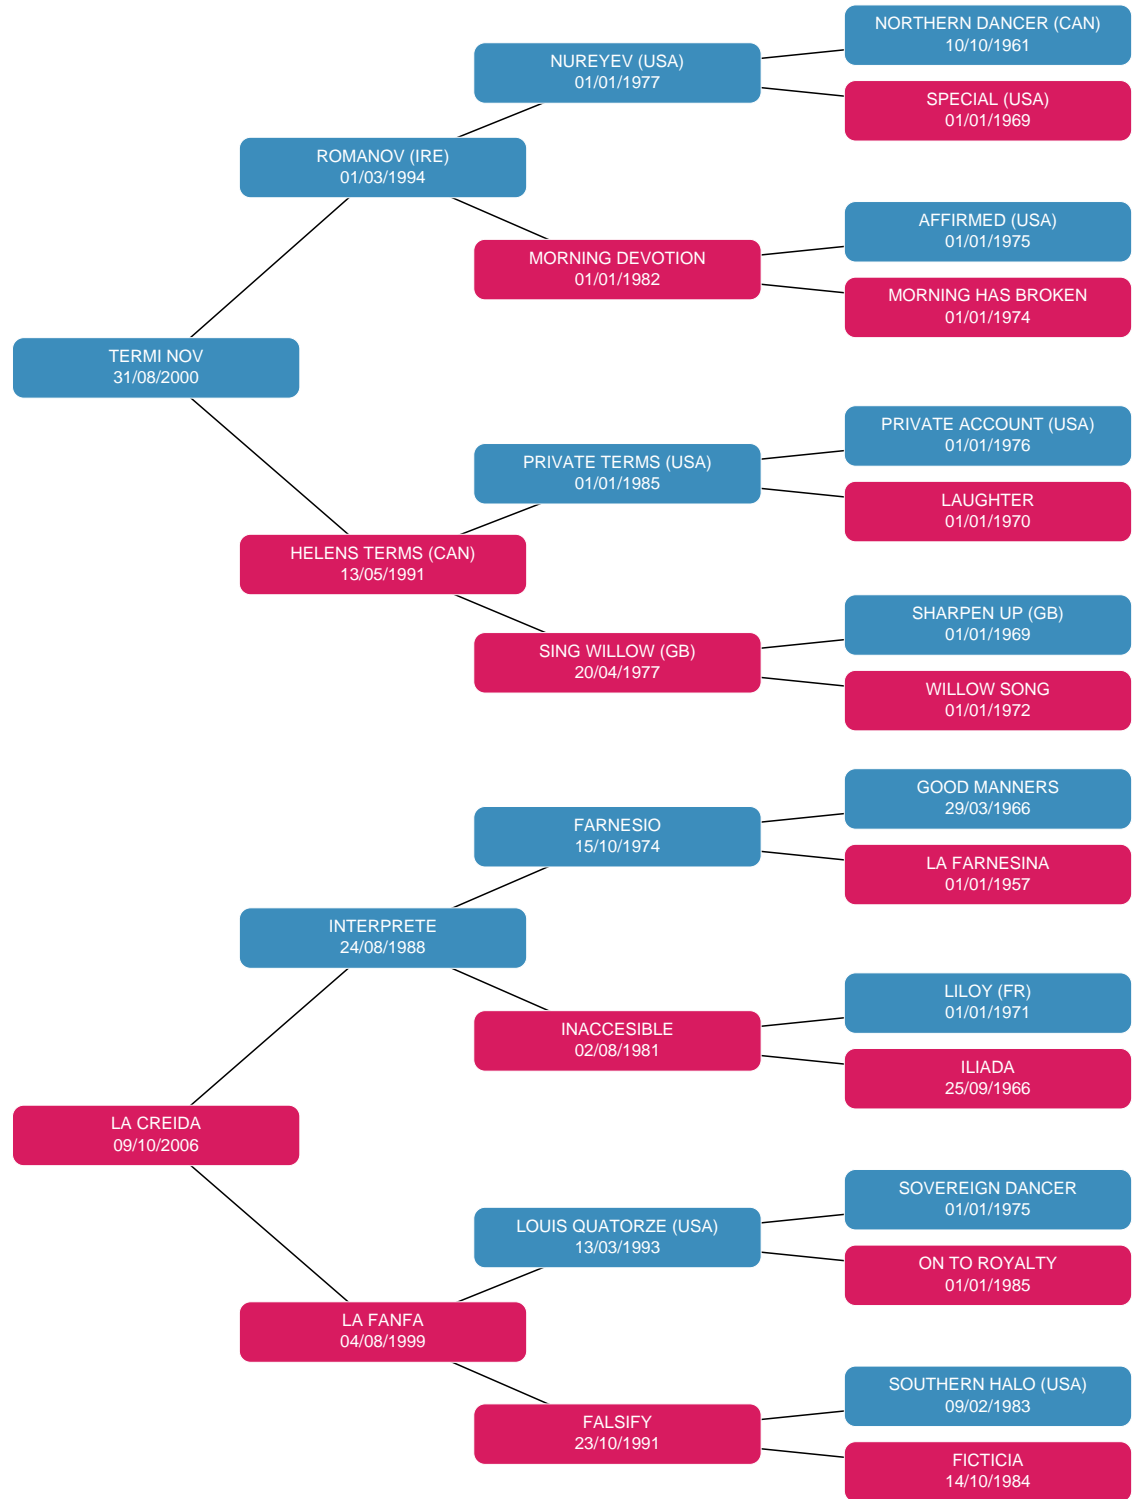 NORTHERN DANCER (CAN)
10/10/1961
NUREYEV (USA)
01/01/1977
SPECIAL (USA)
01/01/1969
ROMANOV (IRE)
01/03/1994
AFFIRMED (USA)
01/01/1975
MORNING DEVOTION
01/01/1982
MORNING HAS BROKEN
01/01/1974
TERMI NOV
31/08/2000
PRIVATE ACCOUNT (USA)
01/01/1976
PRIVATE TERMS (USA)
01/01/1985
LAUGHTER
01/01/1970
HELENS TERMS (CAN)
13/05/1991
SHARPEN UP (GB)
01/01/1969
SING WILLOW (GB)
20/04/1977
WILLOW SONG
01/01/1972
GOOD MANNERS
29/03/1966
FARNESIO
15/10/1974
LA FARNESINA
01/01/1957
INTERPRETE
24/08/1988
LILOY (FR)
01/01/1971
INACCESIBLE
02/08/1981
ILIADA
25/09/1966
LA CREIDA
09/10/2006
SOVEREIGN DANCER
01/01/1975
LOUIS QUATORZE (USA)
13/03/1993
ON TO ROYALTY
01/01/1985
LA FANFA
04/08/1999
SOUTHERN HALO (USA)
09/02/1983
FALSIFY
23/10/1991
FICTICIA
14/10/1984